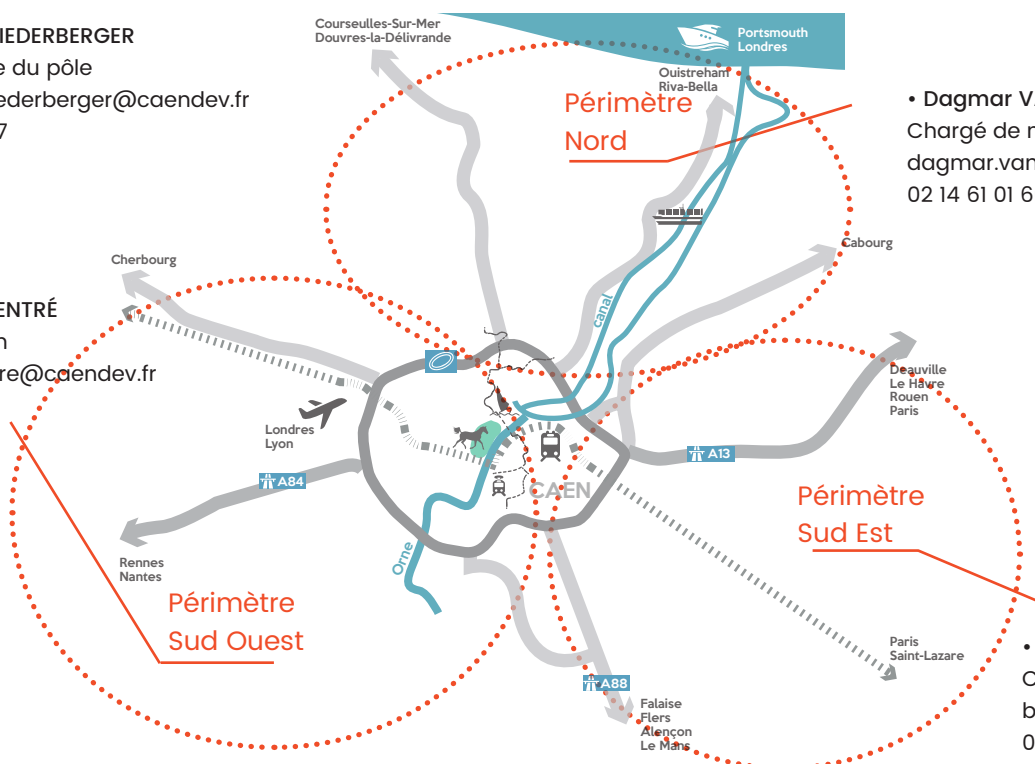 IEDERBERGER
e du pôle
ederberger@caendev.fr
7
Courseulles-Sur-Mer
Douvres-la-Délivrande
Portsmouth
Londres
Ouistreham
Riva-Bella
Périmètre
Nord
• Dagmar V
Chargé de
dagmar.van
02 14 61 01 6
Cherbourg
Cabourg
canal
ENTRÉ
n
re@caendev.fr
Deauville
Le Havre
Rouen
Paris
Londres
Lyon
A13
A84
CAEN
Périmètre
Sud Est
Orne
Rennes
Nantes
Périmètre
Sud Ouest
Paris
Saint-Lazare
A88
Falaise
Flers
Alençon
Le Mans
•
b
0